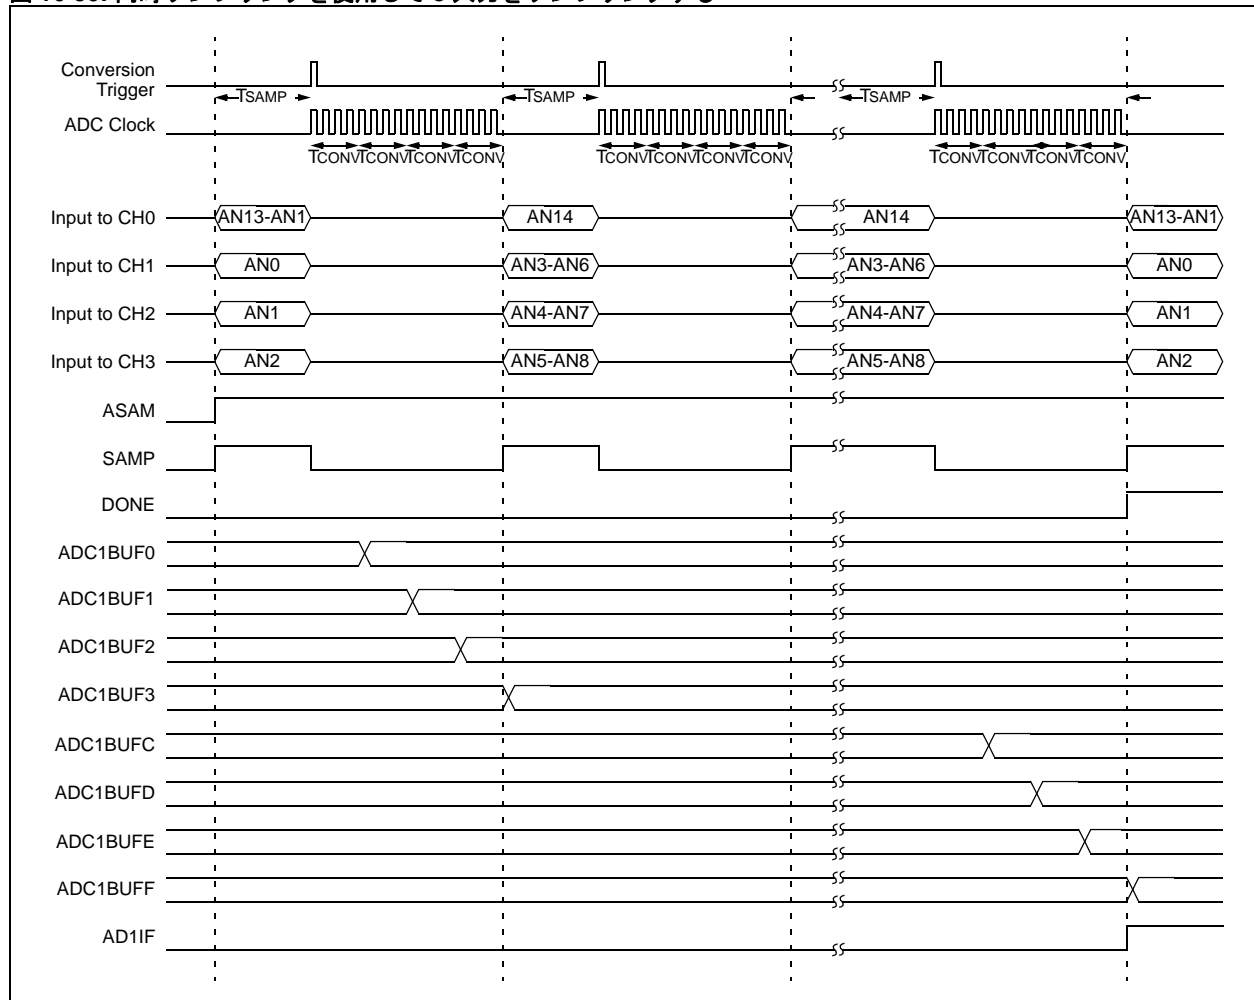 Conversion
Trigger
TSAMP TSAMP TSAMP
ADC Clock
TCONV TCONV TCONV TCONV TCONV TCONV TCONV TCONV TCONV TCONV TCONV TCONV
Input to CH0 AN13-AN1 AN14 AN14 AN13-AN1
Input to CH1 AN0 AN3-AN6 AN3-AN6 AN0
Input to CH2 AN1 AN4-AN7 AN4-AN7 AN1
Input to CH3 AN2 AN5-AN8 AN5-AN8 AN2
ASAM
SAMP
DONE
ADC1BUF0
ADC1BUF1
ADC1BUF2
ADC1BUF3
ADC1BUFC
ADC1BUFD
ADC1BUFE
ADC1BUFF
AD1IF